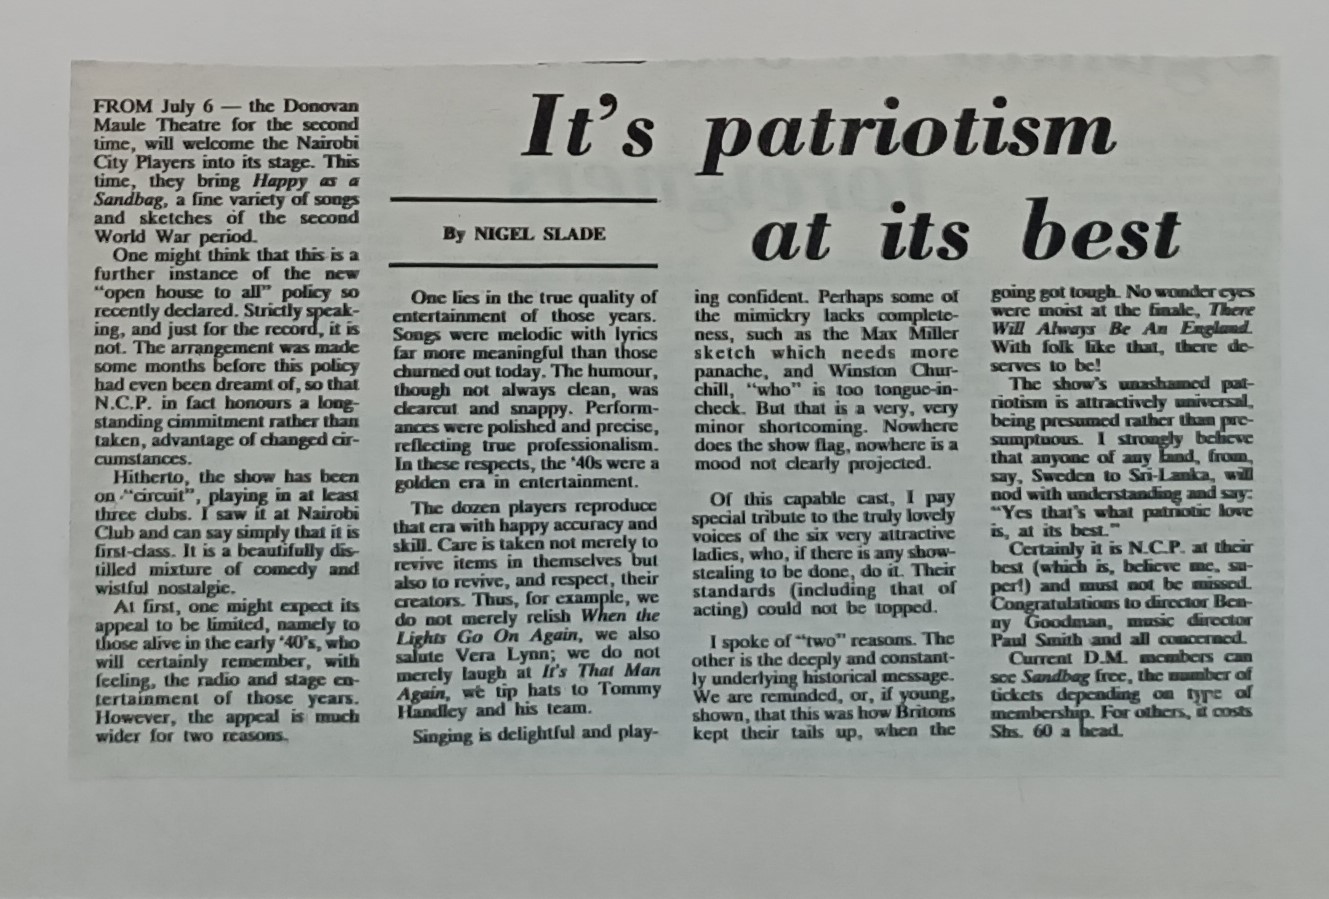 It's patriotism
at its best
By NIGEL SLADE
FROM July 6 — the Donovan
Maule Theatre for the second
time, will welcome the Nairobi
City Players into its stage. This
time, they bring Happy as a
Sandbag, a fine variety of songs
and sketches of the second
World War period.
One might think that this is a
further instance of the new
"open house to all" policy so
recently declared. Strictly speak-
ing, and just for the record, it is
not. The arrangement was made
some months before this policy
had even been dreamt of, so that
N.C.P. in fact honours a long-
standing cimmitment rather than
taken, advantage of changed cir-
cumstances.
Hitherto, the show has been
on "circuit", playing in at least
three clubs. I saw it at Nairobi
Club and can say simply that it is
first-class. It is a beautifully dis-
tilled mixture of comedy and
wistful nostalgie.
At first, one might expect its
appeal to be limited, namely to
those alive in the early '40's, who
will certainly remember, with
feeling, the radio and stage en-
tertainment of those years.
However, the appeal is much
wider for two reasons.
One lies in the true quality of
entertainment of those years.
Songs were melodic with lyrics
far more meaningful than those
churned out today. The humour,
though not always clean, was
clearcut and snappy. Perform-
ances were polished and precise,
reflecting true professionalism.
In these respects, the '40s were a
golden era in entertainment.
The dozen players reproduce
that era with happy accuracy and
skill. Care is taken not merely to
revive items in themselves but
also to revive, and respect, their
creators. Thus, for example, we
do not merely relish When the
Lights Go On Again, we also
salute Vera Lynn; we do not
merely laugh at It's That Man
Again, we tip hats to Tommy
Handley and his team.
Singing is delightful and play-
ing confident. Perhaps some of
the mimickry lacks complete-
ness, such as the Max Miller
sketch which needs more
panache, and Winston Chur-
chill, "who" is too tongue-in-
check. But that is a very, very
minor shortcoming. Nowhere
does the show flag, nowhere is a
mood not clearly projected.
Of this capable cast, I pay
special tribute to the truly lovely
voices of the six very attractive
ladies, who, if there is any show-
stealing to be done, do it. Their
standards (including that of
acting) could not be topped.
I spoke of "two" reasons. The
other is the deeply and constant-
ly underlying historical message.
We are reminded, or, if young,
shown, that this was how Britons
kept their tails up, when the
going got tough. No wonder eyes
were moist at the finale, There
Will Always Be An England.
With folk like that, there de-
serves to be!
The show's unashamed pat-
riotism is attractively universal,
being presumed rather than pre-
sumptuous. I strongly believe
that anyone of any land, from,
say, Sweden to Sri-Lanka, will
nod with understanding and say:
"Yes that's what patriotic love
is, at its best."
Certainly it is N.C.P. at their
best (which is, believe me, su-
per!) and must not be missed.
Congratulations to director Ben-
ny Goodman, music director
Paul Smith and all concerned.
Current D.M. members can
see Sandbag free, the number of
tickets depending on type of
membership. For others, it costs
Shs. 60 a head.